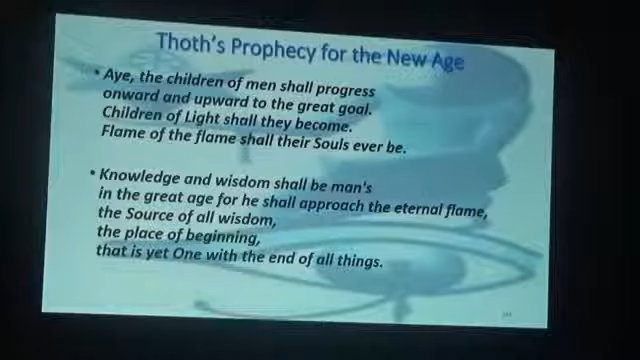 Thoth's Prophecy for the New Age
• Aye, the children of men shall progress
onward and upward to the great goal.
Children of Light shall they become.
Flame of the flame shall their Souls ever be.
• Knowledge and wisdom shall be man's
in the great age for he shall approach the eternal flame,
the Source of all wisdom,
the place of beginning,
that is yet One with the end of all things.